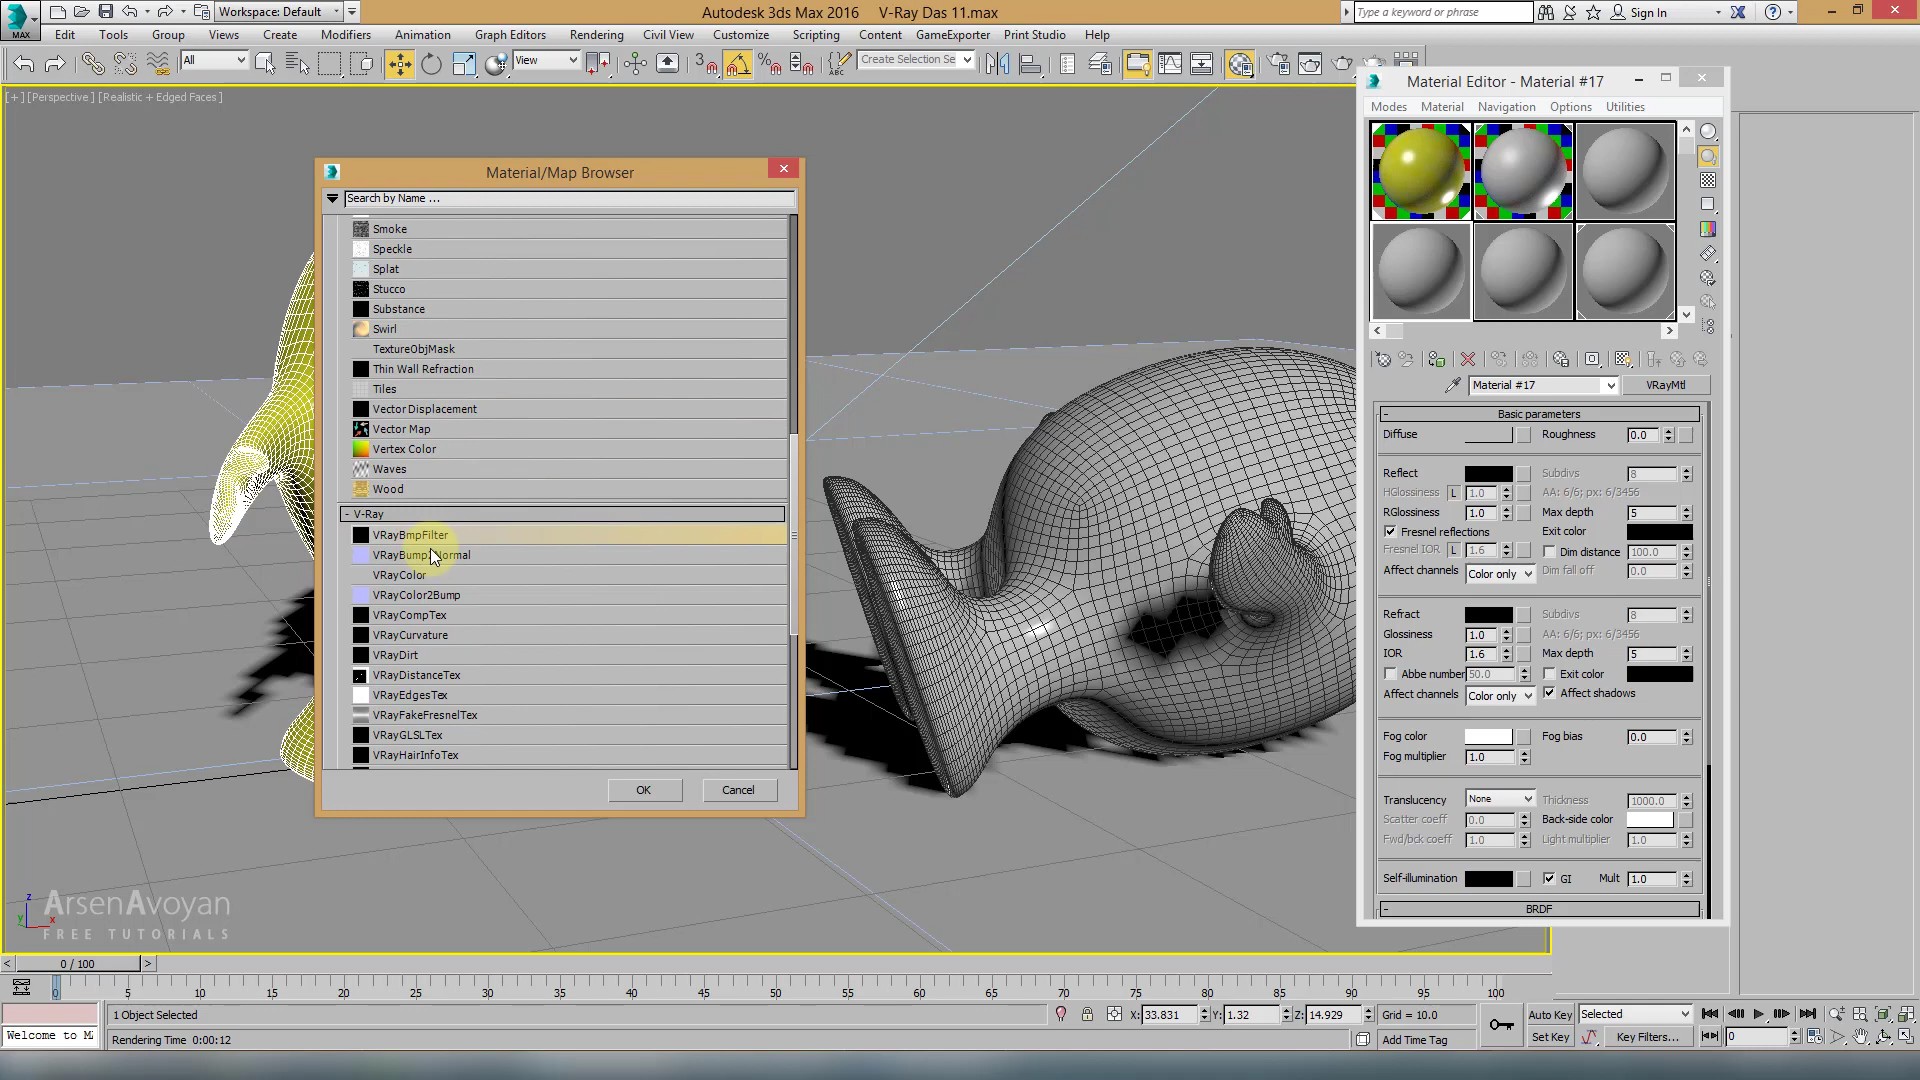 Autodesk 3ds Max 2016 V-Ray Das 11.max
MAX
Workspace: Default
Type a keyword or phrase
Sign In
Edit Tools Group Views Create Modifiers Animation Graph Editors Rendering Civil View Customize Scripting Content GameExporter Print Studio Help
All
View
3
ABC
Create Selection Se
[+] [Perspective] [Realistic + Edged Faces]
Material/Map Browser
Search by Name ...
Smoke
Speckle
Splat
Stucco
Substance
Swirl
TextureObjMask
Thin Wall Refraction
Tiles
Vector Displacement
Vector Map
Vertex Color
Waves
Wood
- V-Ray
VRayBmpFilter
VRayBump2Normal
VRayColor
VRayColor2Bump
VRayCompTex
VRayCurvature
VRayDirt
VRayDistanceTex
VRayEdgesTex
VRayFakeFresnelTex
VRayGLSLTex
VRayHairInfoTex
OK Cancel
Material Editor - Material #17
Modes Material Navigation Options Utilities
Material #17 VRayMtl
- Basic parameters
Diffuse Roughness 0.0
Reflect Subdivs 8
HGlossiness L 1.0 AA: 6/6; px: 6/3456
RGlossiness 1.0 Max depth 5
Fresnel reflections Exit color
Fresnel IOR L 1.6 Dim distance 100.0
Affect channels Color only Dim fall off 0.0
Refract Subdivs 8
Glossiness 1.0 AA: 6/6; px: 6/3456
IOR 1.6 Max depth 5
Abbe number 50.0 Exit color
Affect channels Color only Affect shadows
Fog color Fog bias 0.0
Fog multiplier 1.0
Translucency None Thickness 1000.0
Scatter coeff 0.0 Back-side color
Fwd/bck coeff 1.0 Light multiplier 1.0
Self-illumination GI Mult 1.0
- BRDF
z
y
x
ArsenAvoyan
FREE TUTORIALS
< 0 / 100 >
0 5 10 15 20 25 30 35 40 45 50 55 60 65 70 75 80 85 90 95 100
1 Object Selected X: 33.831 Y: 1.32 Z: 14.929 Grid = 10.0 Auto Key Selected
Welcome to M
Rendering Time 0:00:12 Add Time Tag Set Key Key Filters... 0